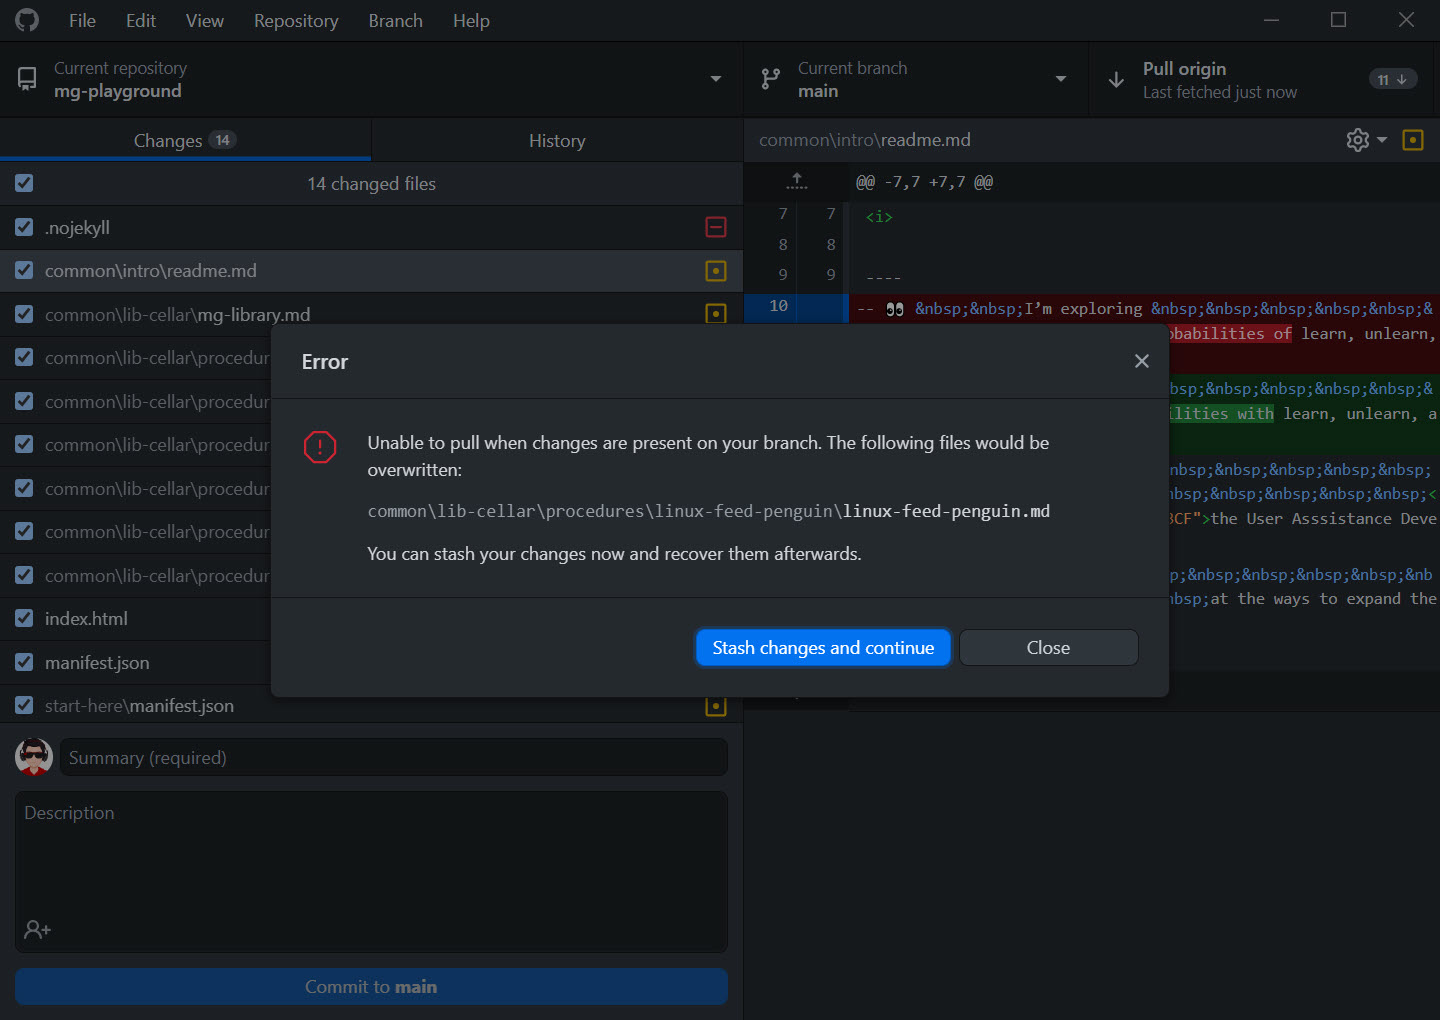 File Edit View Repository Branch Help
Current repository
mg-playground
Current branch
main
Pull origin
Last fetched just now
11
Changes 14
History
14 changed files
.nojekyll
common\intro\readme.md
common\lib-cellar\mg-library.md
common\lib-cellar\procedur
common\lib-cellar\procedur
common\lib-cellar\procedur
common\lib-cellar\procedur
common\lib-cellar\procedur
common\lib-cellar\procedur
index.html
manifest.json
start-here\manifest.json
Summary (required)
Description
Commit to main
common\intro\readme.md
@@ -7,7 +7,7 @@
7 7 <i>
8 8
9 9 ----
10 -- 👀 &nbsp;&nbsp;I’m exploring &nbsp;&nbsp;&nbsp;&nbsp;&nbsp;&
obabilities of learn, unlearn,
bsp;&nbsp;&nbsp;&nbsp;&nbsp;&
ilities with learn, unlearn, a
nbsp;&nbsp;&nbsp;&nbsp;&nbsp;
sp;&nbsp;&nbsp;&nbsp;&nbsp;<
3CF">the User Asssistance Deve
p;&nbsp;&nbsp;&nbsp;&nbsp;&nb
nbsp;at the ways to expand the
Error
Unable to pull when changes are present on your branch. The following files would be
overwritten:
common\lib-cellar\procedures\linux-feed-penguin\linux-feed-penguin.md
You can stash your changes now and recover them afterwards.
Stash changes and continue
Close